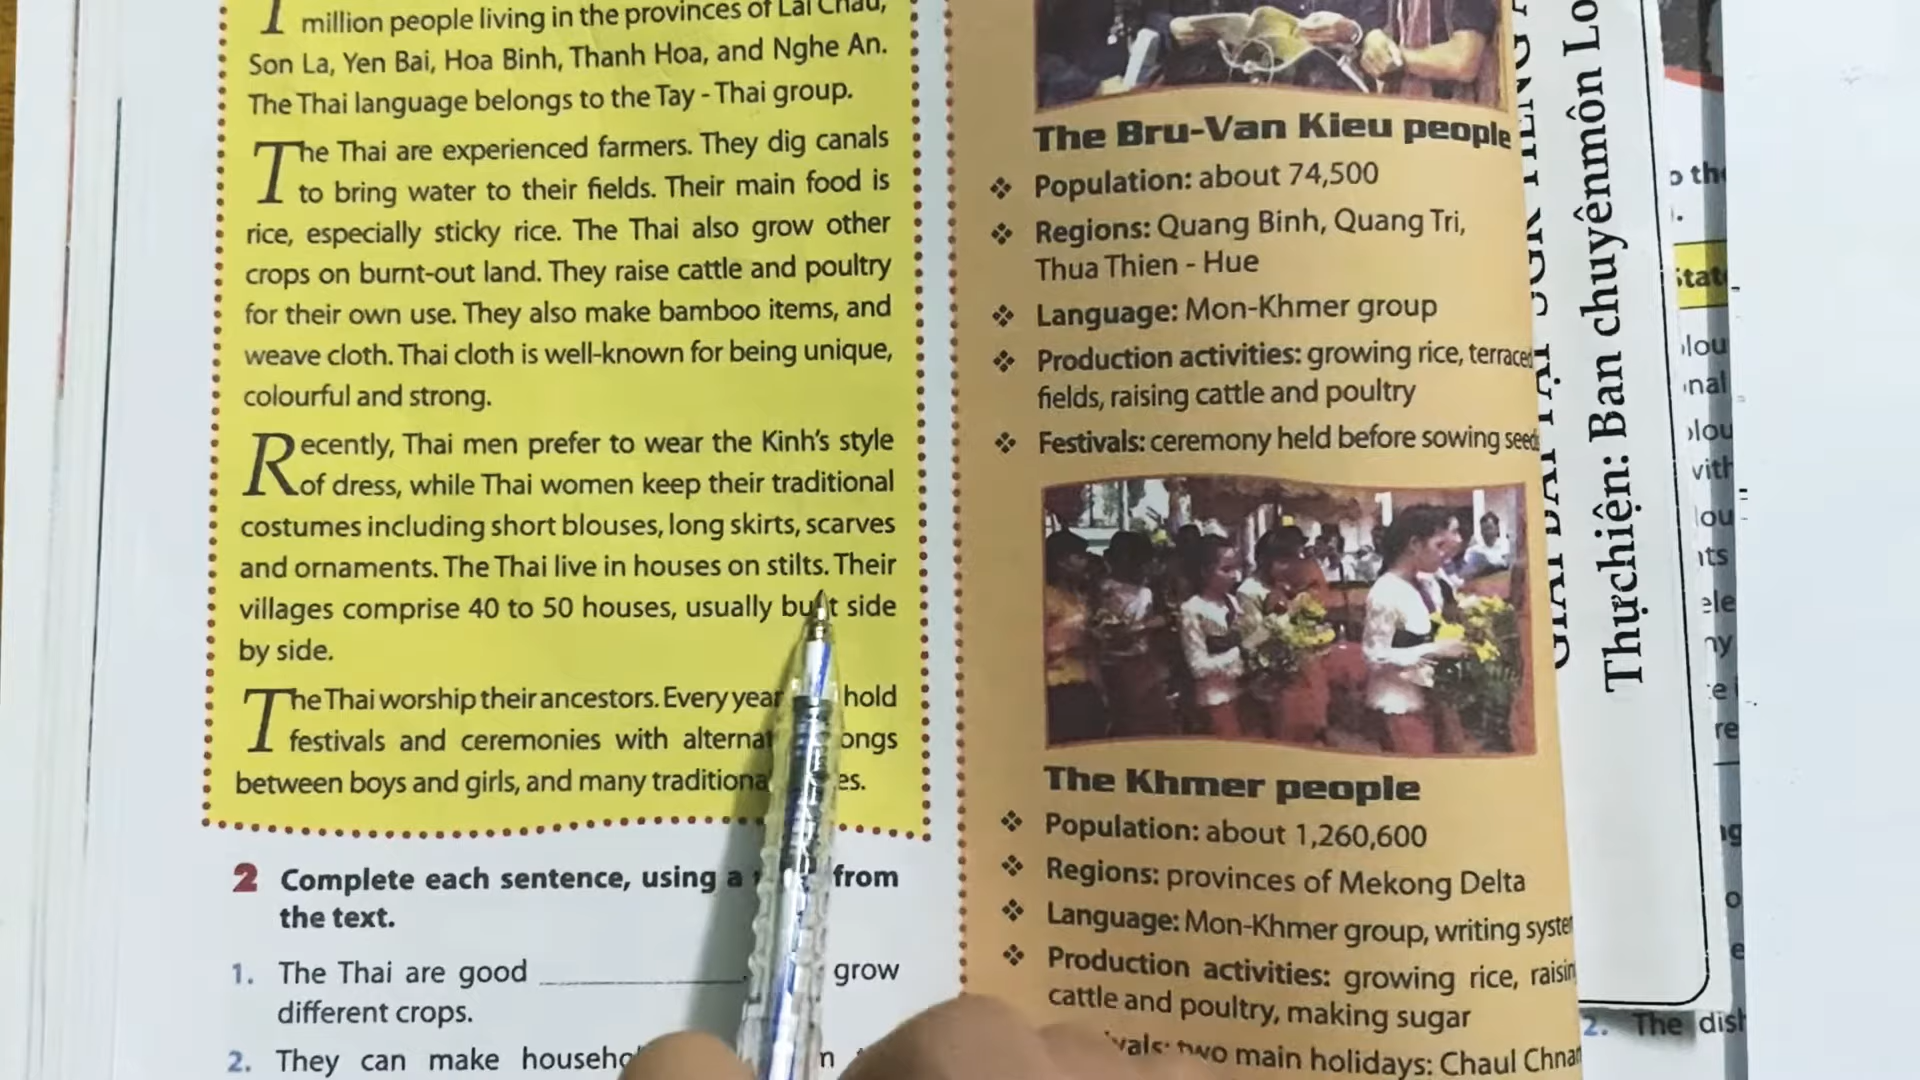 million people living in the provinces of Lai Chau,
Son La, Yen Bai, Hoa Binh, Thanh Hoa, and Nghe An.
The Thai language belongs to the Tay - Thai group.
The Thai are experienced farmers. They dig canals
to bring water to their fields. Their main food is
rice, especially sticky rice. The Thai also grow other
crops on burnt-out land. They raise cattle and poultry
for their own use. They also make bamboo items, and
weave cloth. Thai cloth is well-known for being unique,
colourful and strong.
Recently, Thai men prefer to wear the Kinh's style
of dress, while Thai women keep their traditional
costumes including short blouses, long skirts, scarves
and ornaments. The Thai live in houses on stilts. Their
villages comprise 40 to 50 houses, usually side
by side.
The Thai worship their ancestors. Every year hold
festivals and ceremonies with
between boys and girls, and many
2 Complete each sentence, using a from
the text.
1. The Thai are good ____________. grow
different crops.
2. They can make
The Bru-Van Kieu people
❖ Population: about 74,500
❖ Regions: Quang Binh, Quang Tri,
Thua Thien - Hue
❖ Language: Mon-Khmer group
❖ Production activities: growing rice,
fields, raising cattle and poultry
❖ Festivals: ceremony held before sowing
The Khmer people
❖ Population: about 1,260,600
❖ Regions: provinces of Mekong Delta
❖ Language: Mon-Khmer group, writing
❖ Production activities: growing rice,
cattle and poultry, making sugar
two main holidays: Chaul
Thực hiện: Ban chuyên môn
2. The